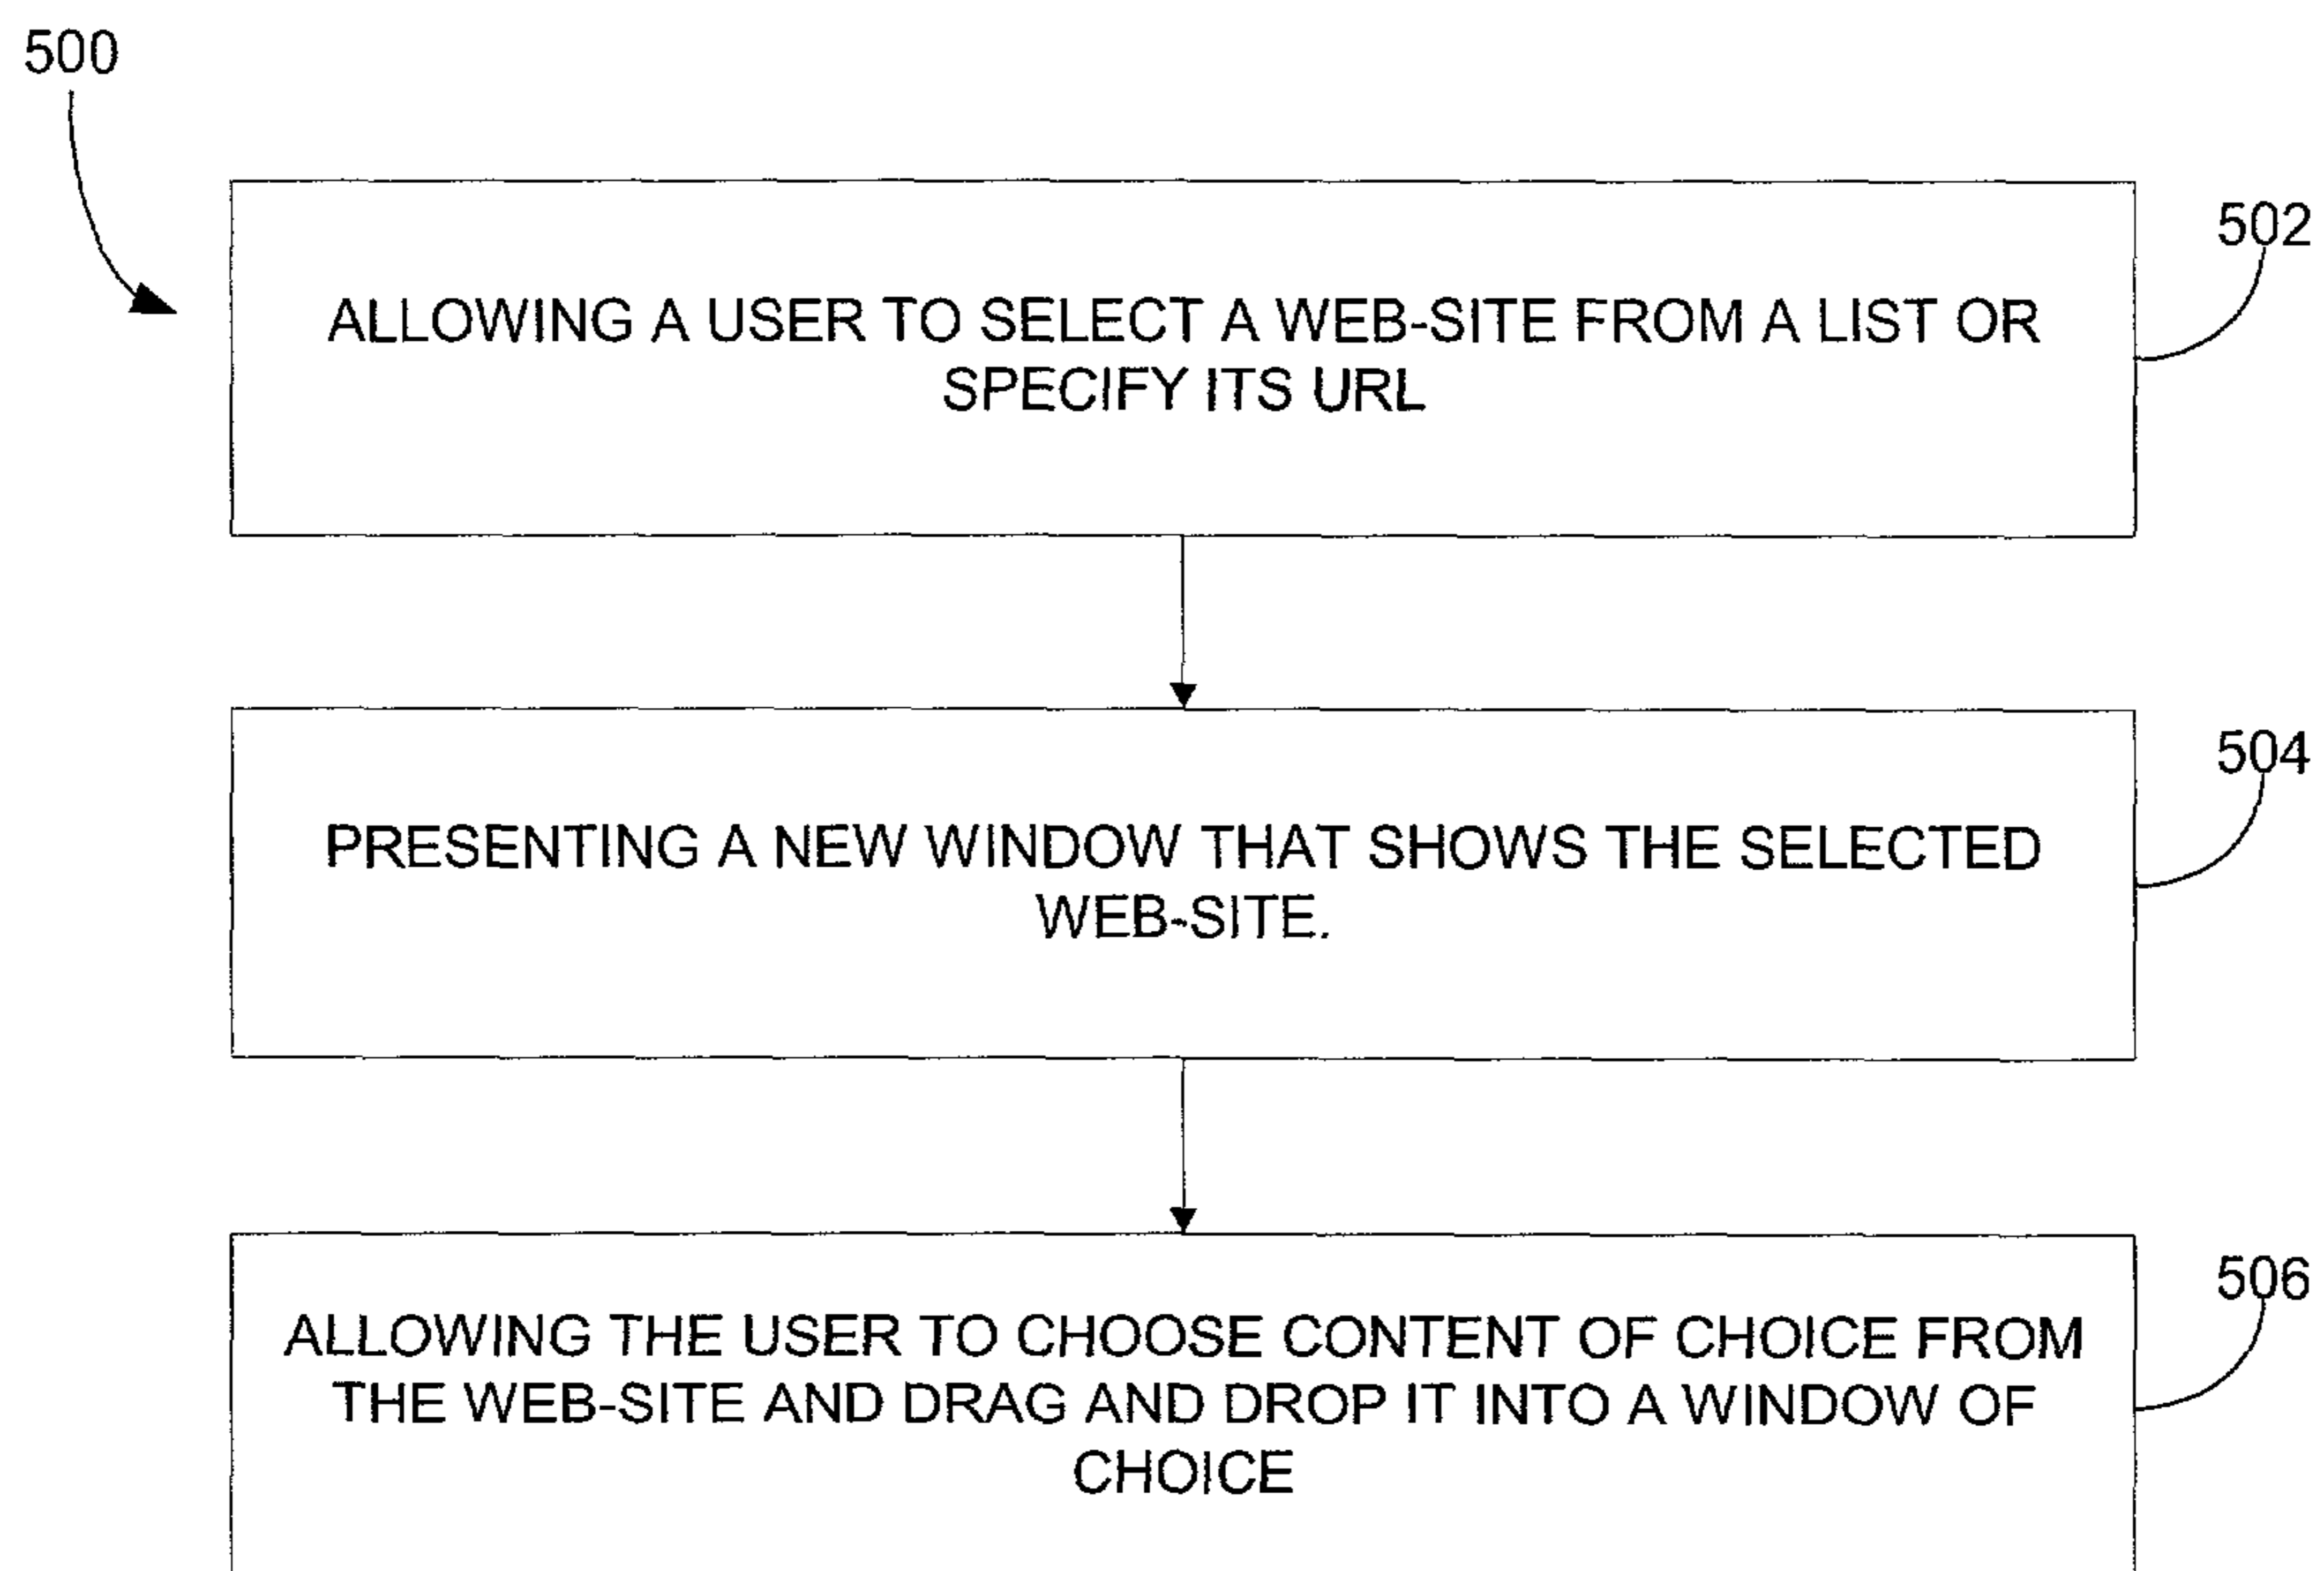 500
502
ALLOWING A USER TO SELECT A WEB-SITE FROM A LIST OR
SPECIFY ITS URL
504
PRESENTING A NEW WINDOW THAT SHOWS THE SELECTED
WEB-SITE.
506
ALLOWING THE USER TO CHOOSE CONTENT OF CHOICE FROM
THE WEB-SITE AND DRAG AND DROP IT INTO A WINDOW OF
CHOICE